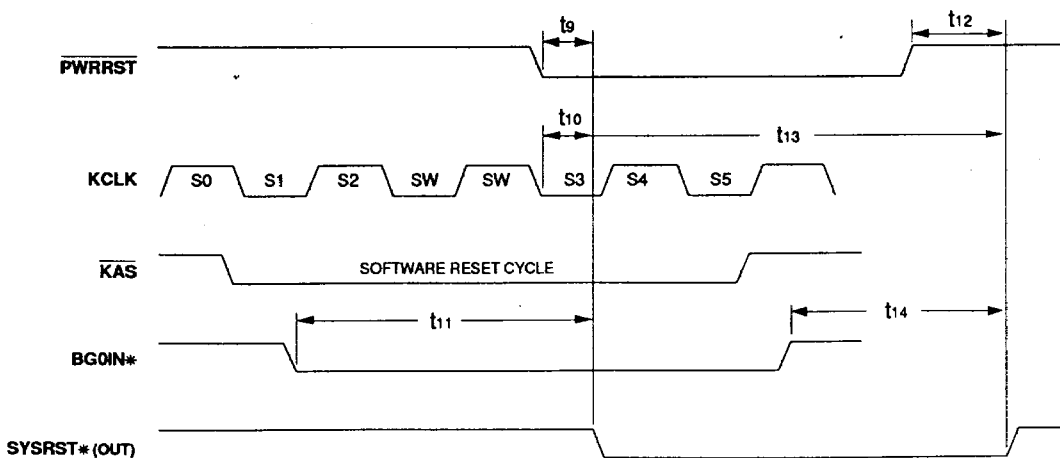 t9
t12
PWRRST
t10
t13
KCLK S0 S1 S2 SW SW S3 S4 S5
KAS SOFTWARE RESET CYCLE
t11
t14
BG0IN*
SYSRST* (OUT)